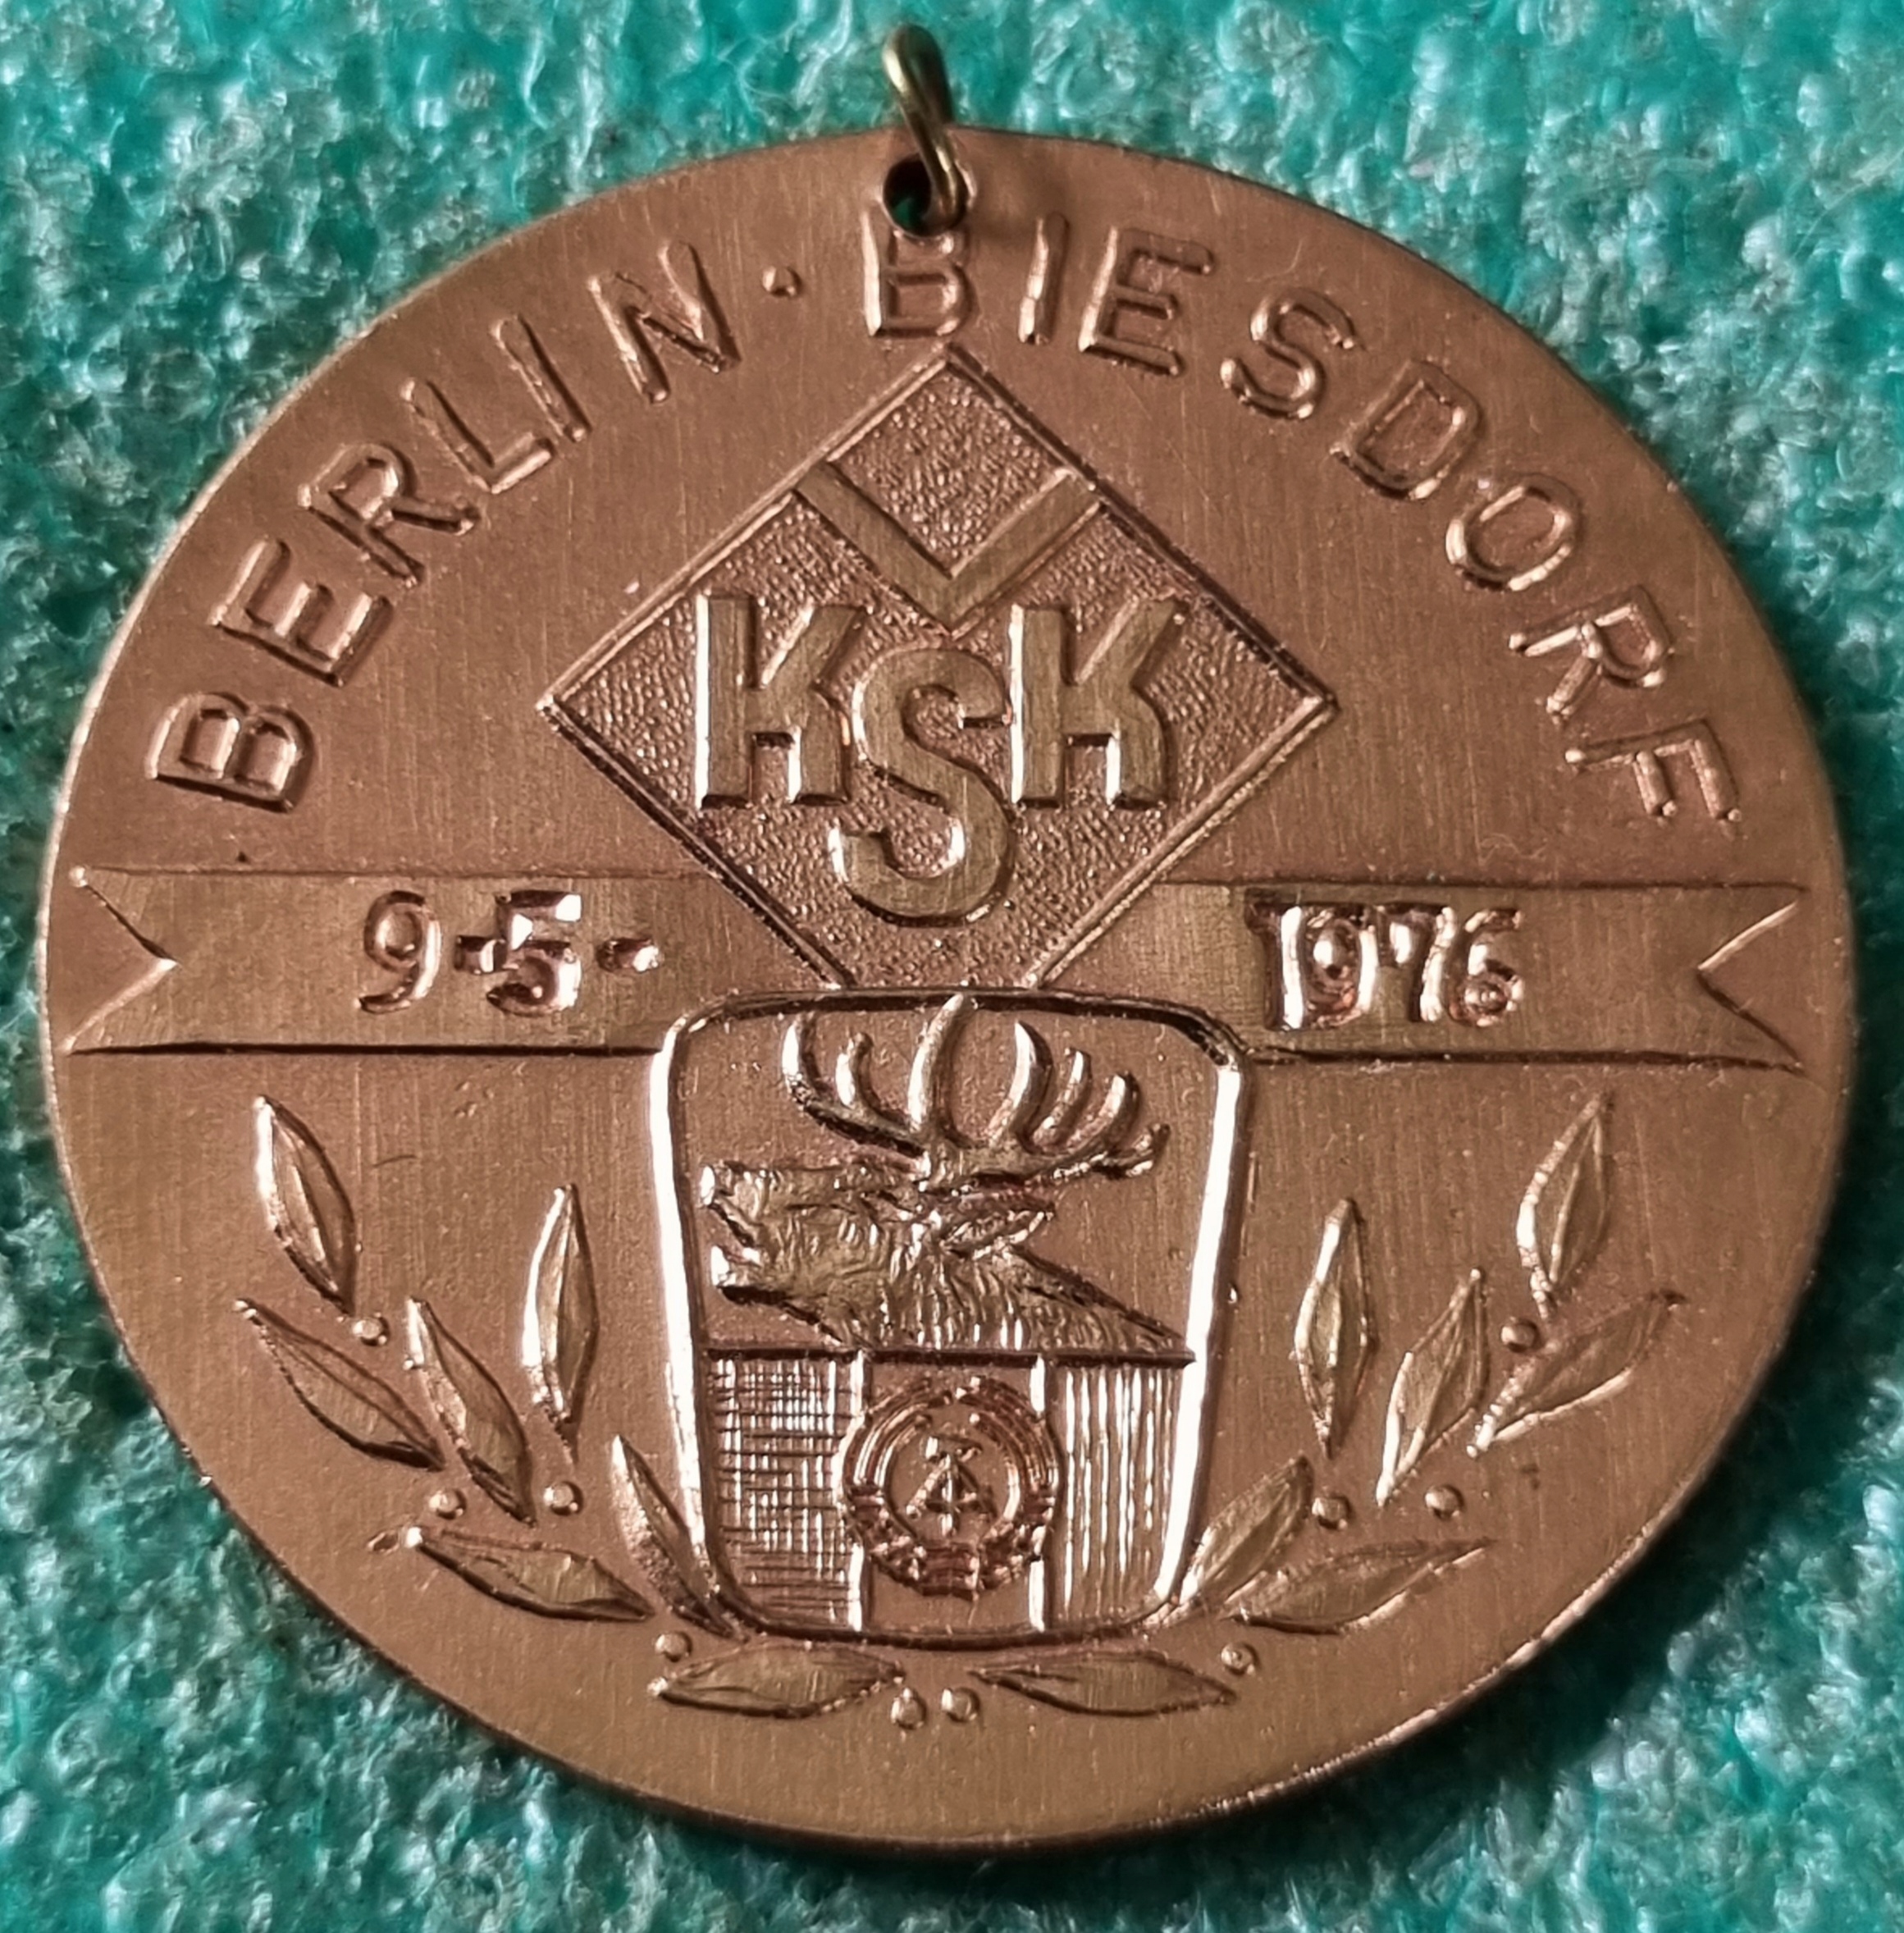 BERLIN · BIESDORF
V
KSK
9-5- 1976